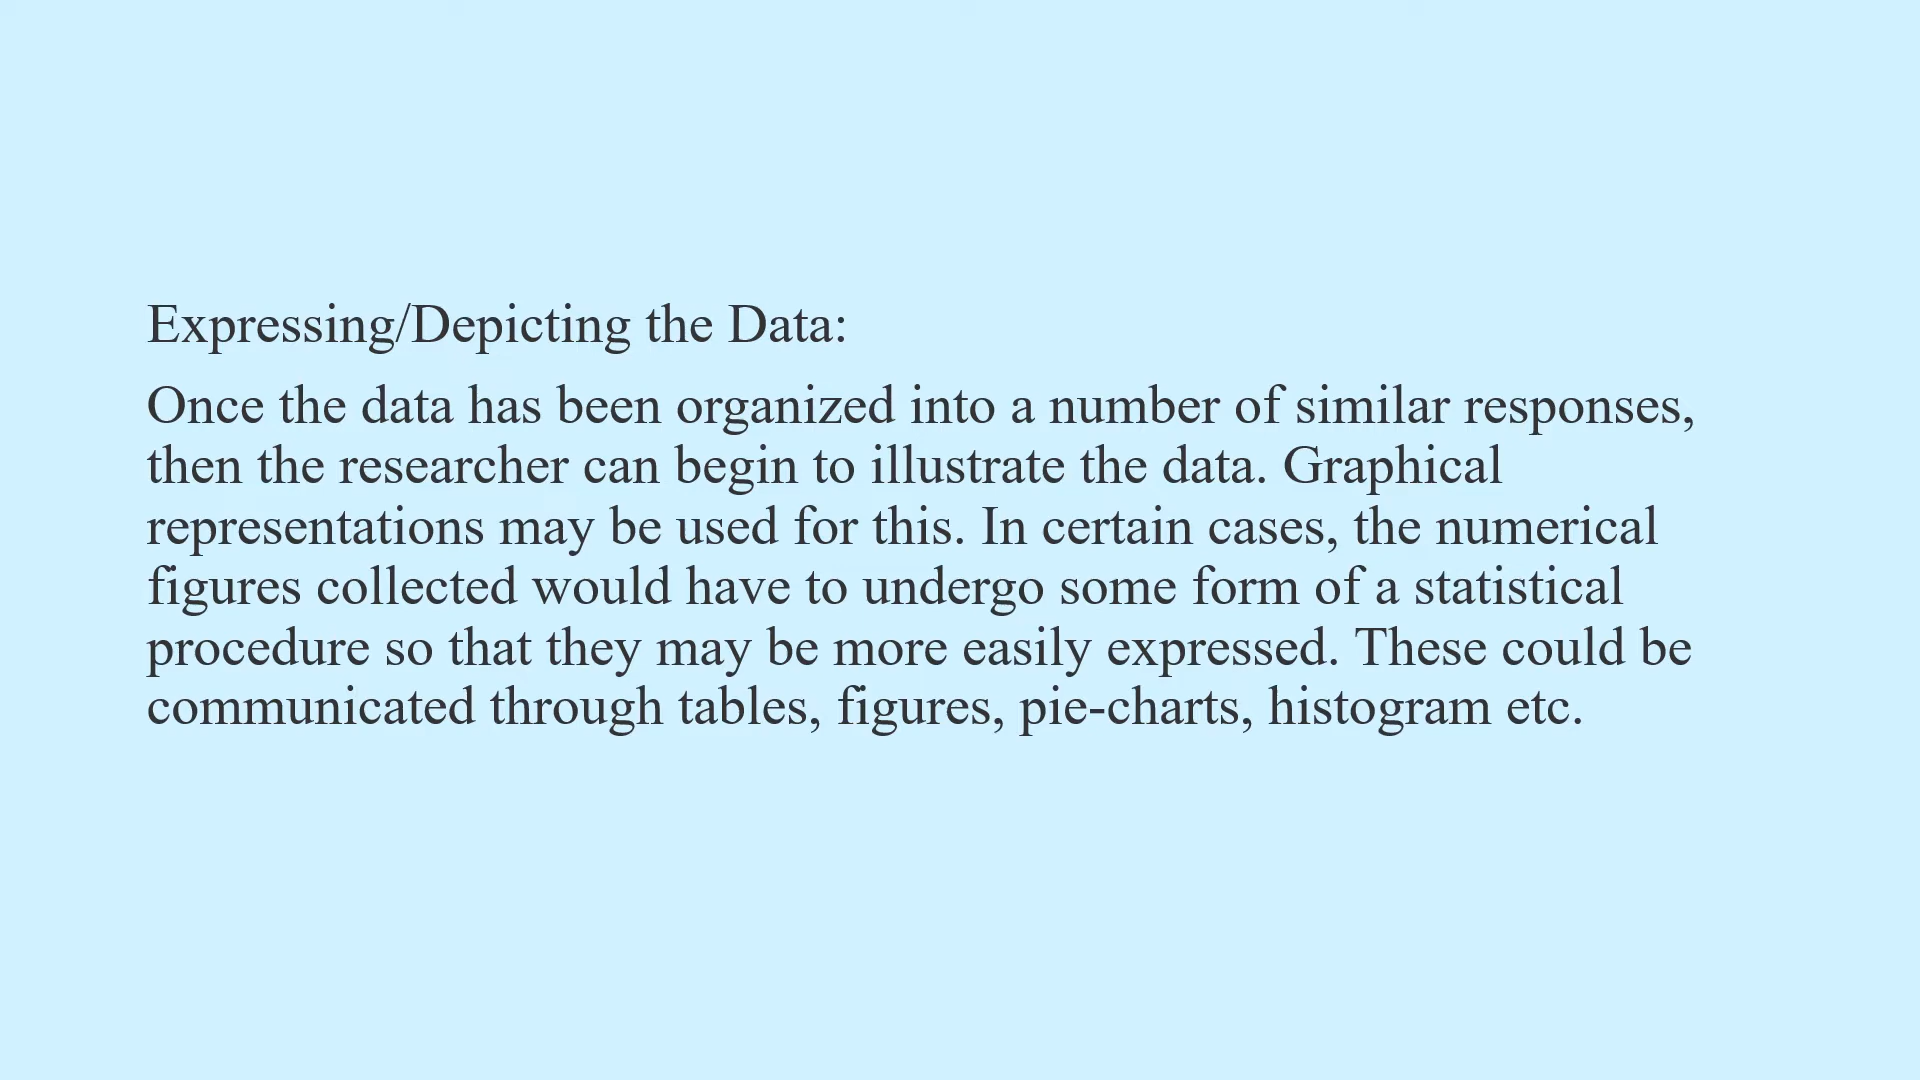 Expressing/Depicting the Data:
Once the data has been organized into a number of similar responses,
then the researcher can begin to illustrate the data. Graphical
representations may be used for this. In certain cases, the numerical
figures collected would have to undergo some form of a statistical
procedure so that they may be more easily expressed. These could be
communicated through tables, figures, pie-charts, histogram etc.